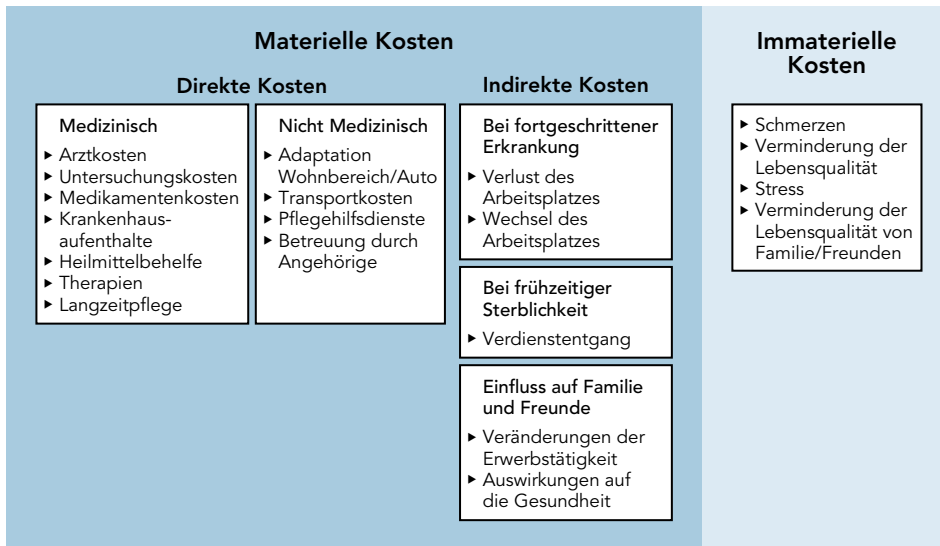 Materielle Kosten
Direkte Kosten
Medizinisch
▸ Arztkosten
▸ Untersuchungskosten
▸ Medikamentenkosten
▸ Krankenhaus-
aufenthalte
▸ Heilmittelbehelfe
▸ Therapien
▸ Langzeitpflege
Nicht Medizinisch
▸ Adaptation
Wohnbereich/Auto
▸ Transportkosten
▸ Pflegehilfsdienste
▸ Betreuung durch
Angehörige
Indirekte Kosten
Bei fortgeschrittener
Erkrankung
▸ Verlust des
Arbeitsplatzes
▸ Wechsel des
Arbeitsplatzes
Bei frühzeitiger
Sterblichkeit
▸ Verdienstentgang
Einfluss auf Familie
und Freunde
▸ Veränderungen der
Erwerbstätigkeit
▸ Auswirkungen auf
die Gesundheit
Immaterielle
Kosten
▸ Schmerzen
▸ Verminderung der
Lebensqualität
▸ Stress
▸ Verminderung der
Lebensqualität von
Familie/Freunden